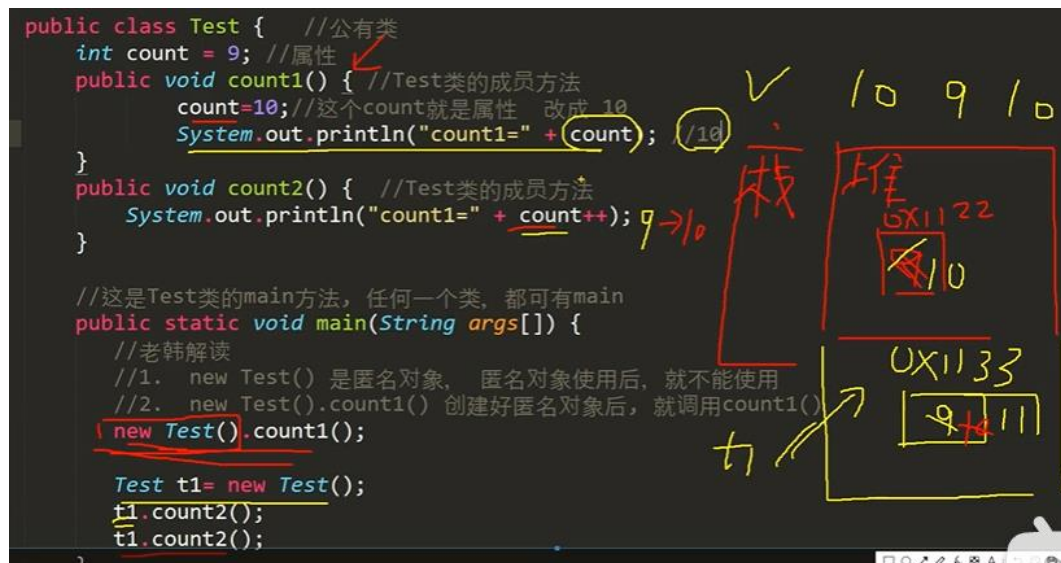 public class Test { //公有类
int count = 9; //属性
public void count1() { //Test类的成员方法
count=10;//这个count就是属性 改成 10
System.out.println("count1=" + count); //10
}
public void count2() { //Test类的成员方法
System.out.println("count1=" + count++); 9→10
}
//这是Test类的main方法, 任何一个类, 都可有main
public static void main(String args[]) {
//老韩解读
//1. new Test() 是匿名对象, 匿名对象使用后, 就不能使用
//2. new Test().count1() 创建好匿名对象后, 就调用count1()
new Test().count1();
Test t1= new Test();
t1.count2();
t1.count2();
}
10 9 10
栈
堆
0X1122
9 10
0X1133
9 10 11
t1